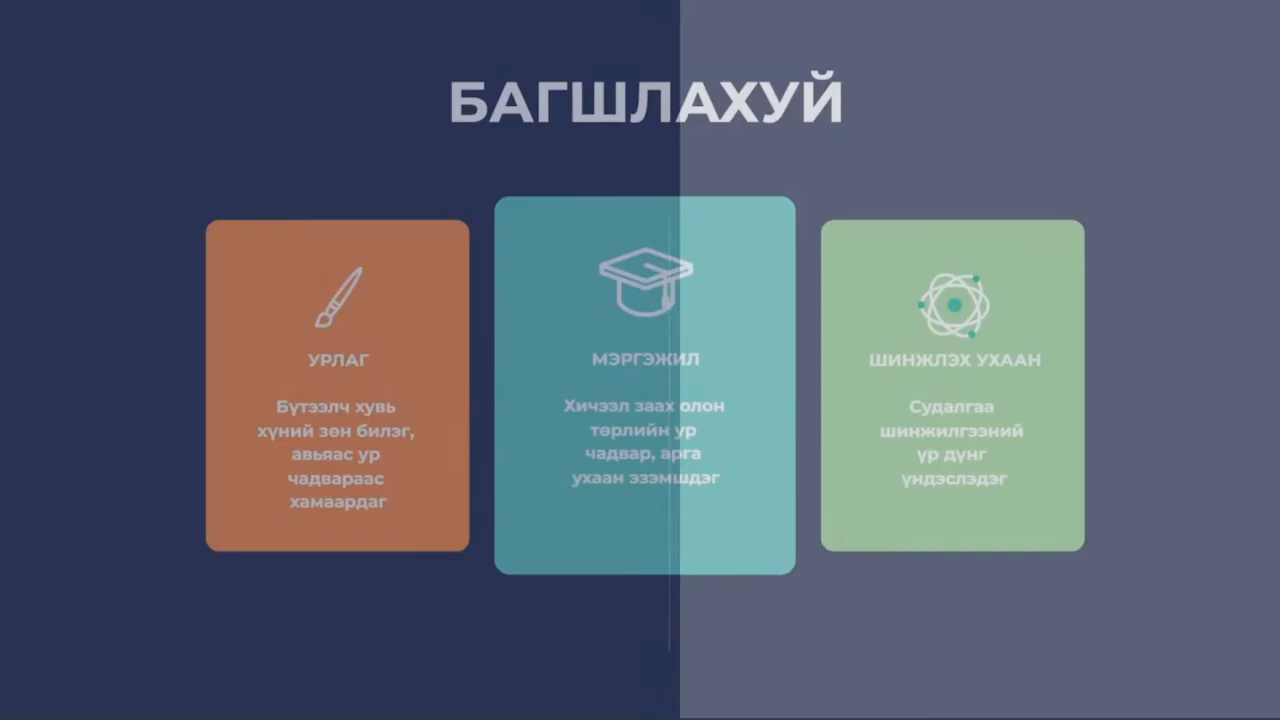 БАГШЛАХУЙ
УРЛАГ
Бүтээлч хувь
хүний зөн билэг,
авьяас ур
чадвараас
хамаардаг
МЭРГЭЖИЛ
Хичээл заах олон
төрлийн ур
чадвар, арга
ухаан эзэмшдэг
ШИНЖЛЭХ УХААН
Судалгаа
шинжилгээний
үр дүнг
үндэслэдэг